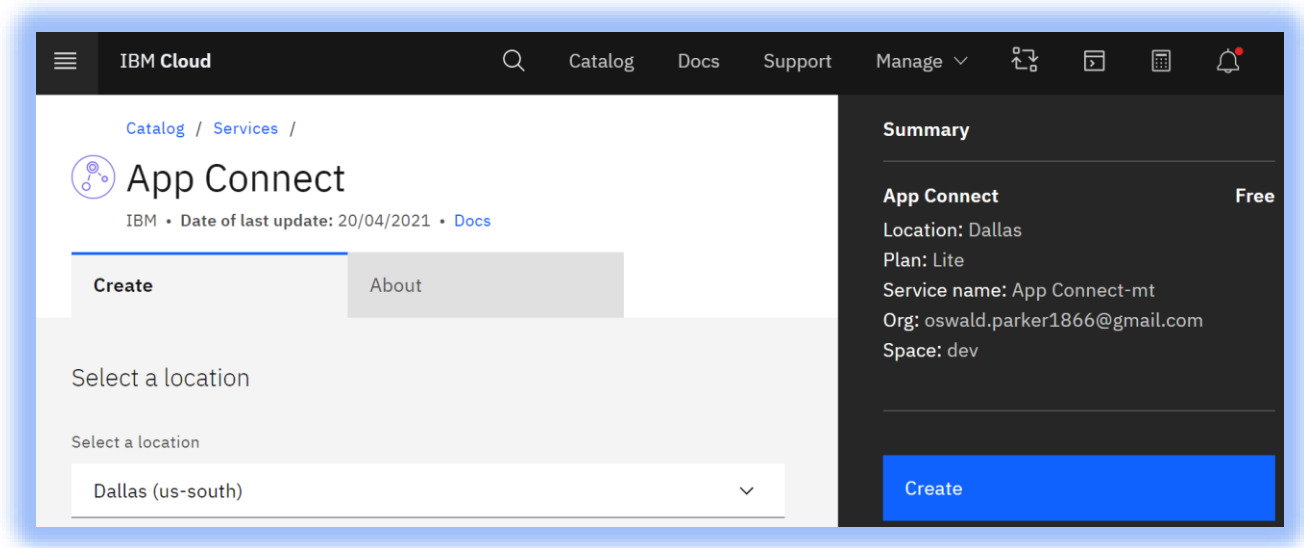 IBM Cloud Catalog Docs Support Manage
Catalog / Services /
App Connect
IBM • Date of last update: 20/04/2021 • Docs
Create About
Select a location
Select a location
Dallas (us-south)
Summary
App Connect Free
Location: Dallas
Plan: Lite
Service name: App Connect-mt
Org: oswald.parker1866@gmail.com
Space: dev
Create